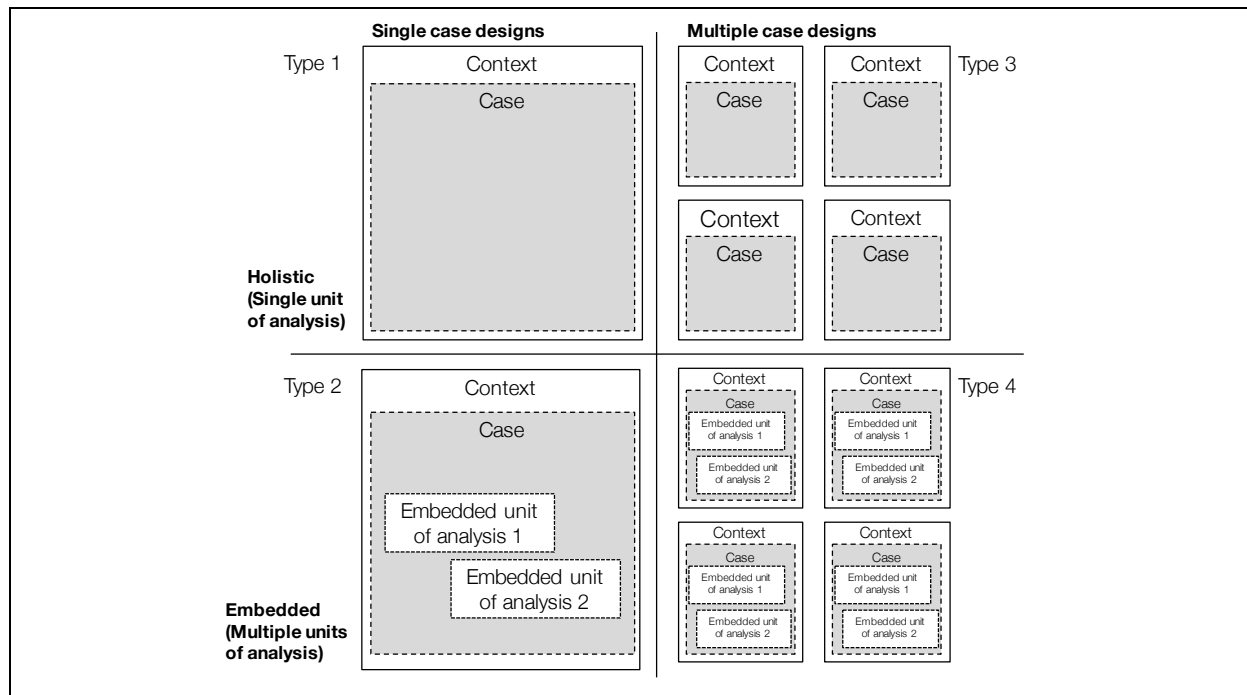 Single case designs
Multiple case designs
Type 1
Context
Case
Holistic
(Single unit
of analysis)
Context
Case
Context
Case
Type 3
Context
Case
Context
Case
Type 2
Context
Case
Embedded unit
of analysis 1
Embedded unit
of analysis 2
Embedded
(Multiple units
of analysis)
Context
Case
Embedded unit
of analysis 1
Embedded unit
of analysis 2
Context
Case
Embedded unit
of analysis 1
Embedded unit
of analysis 2
Type 4
Context
Case
Embedded unit
of analysis 1
Embedded unit
of analysis 2
Context
Case
Embedded unit
of analysis 1
Embedded unit
of analysis 2